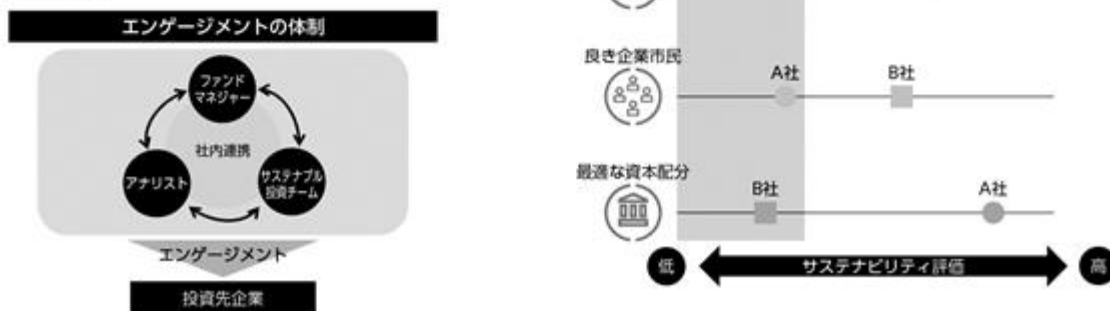 エンゲージメントの体制
ファンド
マネジャー
社内連携
アナリスト
サステナブル
投資チーム
エンゲージメント
投資先企業
良き企業市民
A社
B社
最適な資本配分
B社
A社
低
サステナビリティ評価
高